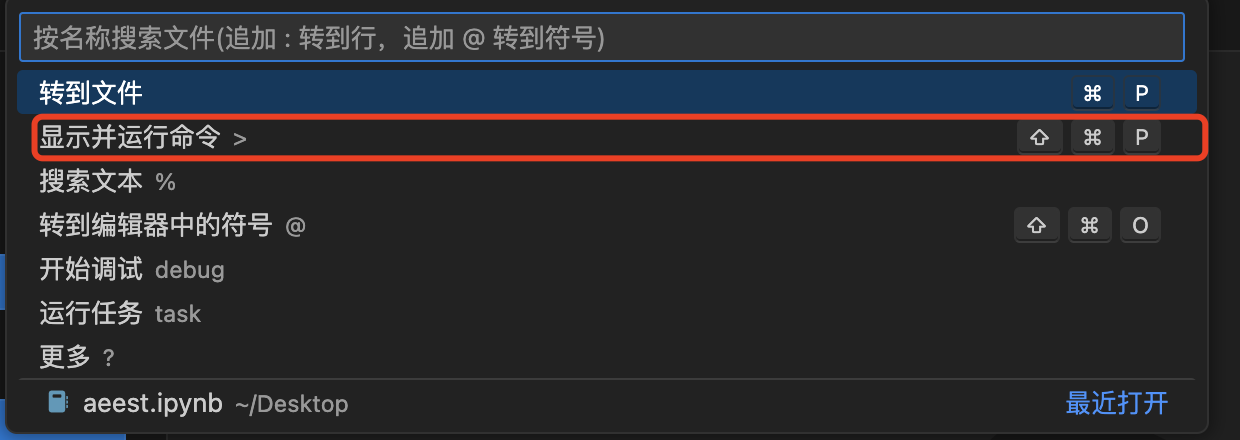 按名称搜索文件(追加 : 转到行，追加 @ 转到符号)
转到文件 ⌘ P
显示并运行命令 > ⇧ ⌘ P
搜索文本 %
转到编辑器中的符号 @ ⇧ ⌘ O
开始调试 debug
运行任务 task
更多 ?
aeest.ipynb ~/Desktop 最近打开